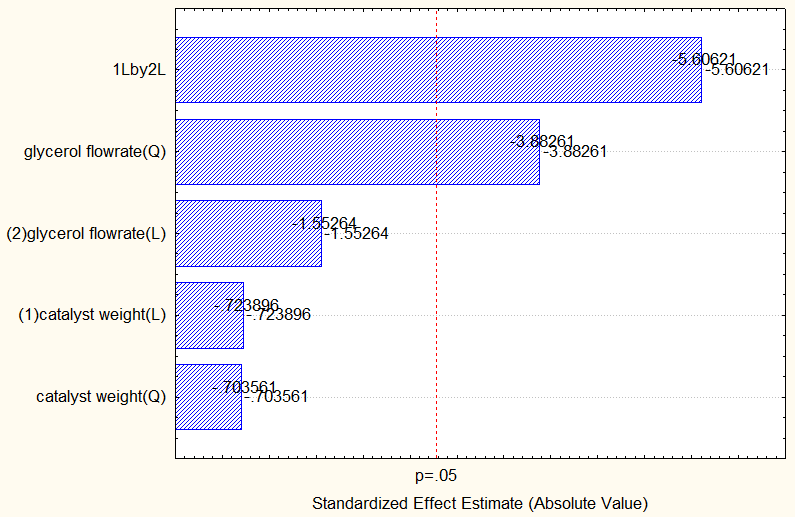 1Lby2L
-5.60621
-5.60621
glycerol flowrate(Q)
-3.88261
-3.88261
(2)glycerol flowrate(L)
-1.55264
-1.55264
(1)catalyst weight(L)
-.723896
-.723896
catalyst weight(Q)
-.703561
-.703561
p=.05
Standardized Effect Estimate (Absolute Value)